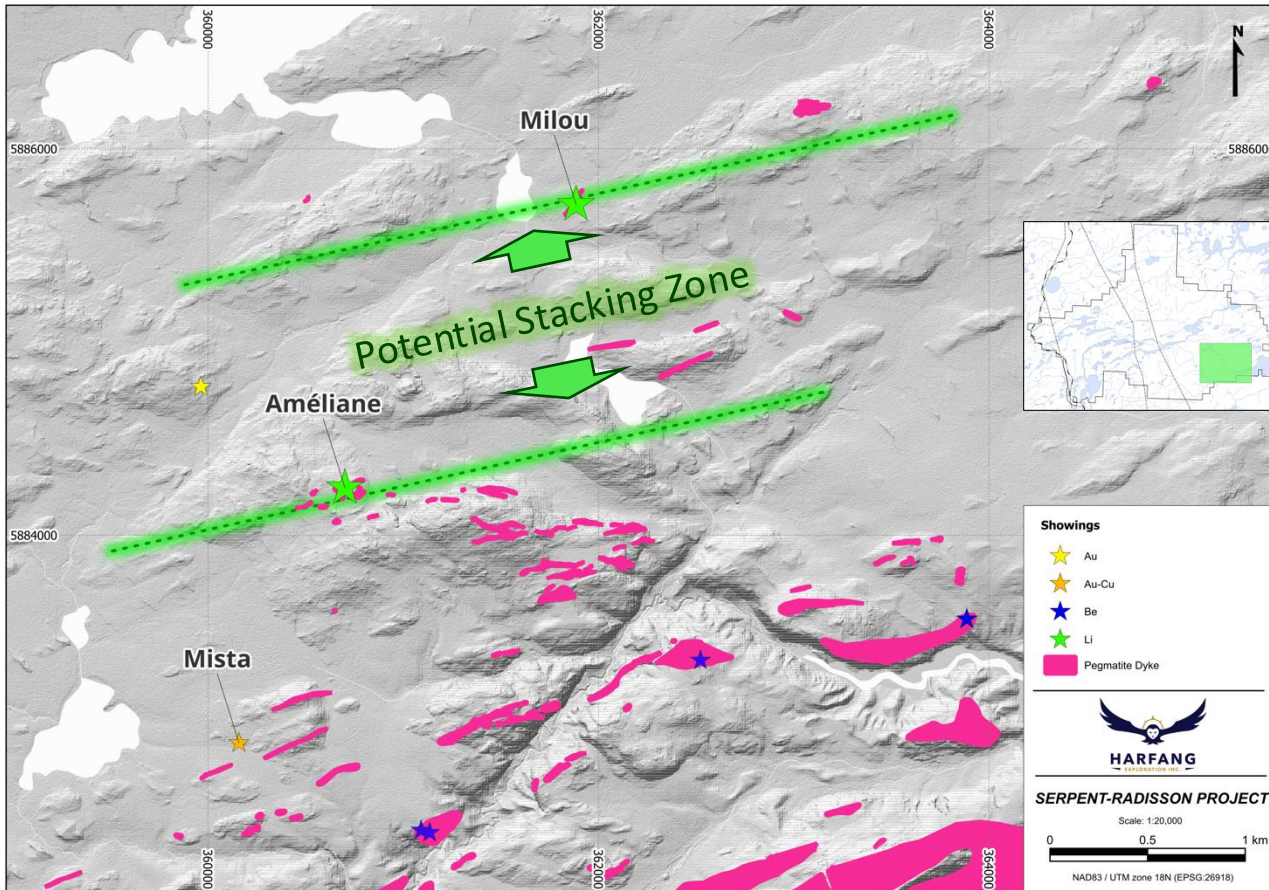 360000
362000
364000
N
Milou
5886000
5886000
Potential Stacking Zone
Améliane
5884000
Mista
360000
362000
364000
Showings
Au
Au-Cu
Be
Li
Pegmatite Dyke
HARFANG
EXPLORATION INC.
SERPENT-RADISSON PROJECT
Scale: 1:20,000
0 0.5 1 km
NAD83 / UTM zone 18N (EPSG:26918)